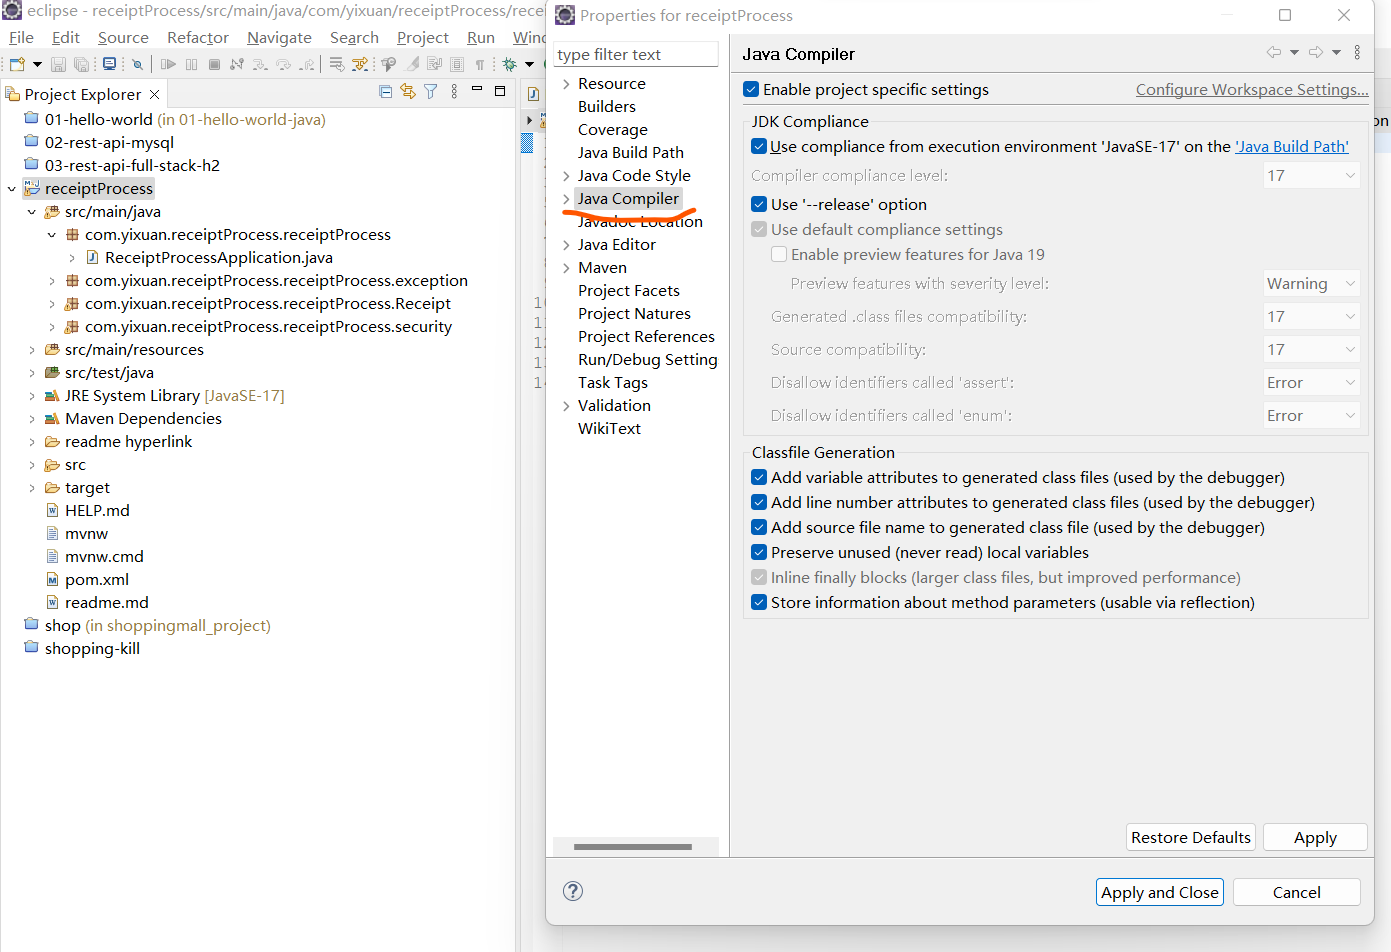 eclipse - receiptProcess/src/main/java/com/yixuan/receiptProcess/rece
File Edit Source Refactor Navigate Search Project Run Wind
Project Explorer
01-hello-world (in 01-hello-world-java)
02-rest-api-mysql
03-rest-api-full-stack-h2
receiptProcess
src/main/java
com.yixuan.receiptProcess.receiptProcess
ReceiptProcessApplication.java
com.yixuan.receiptProcess.receiptProcess.exception
com.yixuan.receiptProcess.receiptProcess.Receipt
com.yixuan.receiptProcess.receiptProcess.security
src/main/resources
src/test/java
JRE System Library [JavaSE-17]
Maven Dependencies
readme hyperlink
src
target
HELP.md
mvnw
mvnw.cmd
pom.xml
readme.md
shop (in shoppingmall_project)
shopping-kill
Properties for receiptProcess
type filter text
Resource
Builders
Coverage
Java Build Path
Java Code Style
Java Compiler
Javadoc Location
Java Editor
Maven
Project Facets
Project Natures
Project References
Run/Debug Setting
Task Tags
Validation
WikiText
Java Compiler
Enable project specific settings
Configure Workspace Settings...
JDK Compliance
Use compliance from execution environment 'JavaSE-17' on the 'Java Build Path'
Compiler compliance level: 17
Use '--release' option
Use default compliance settings
Enable preview features for Java 19
Preview features with severity level: Warning
Generated .class files compatibility: 17
Source compatibility: 17
Disallow identifiers called 'assert': Error
Disallow identifiers called 'enum': Error
Classfile Generation
Add variable attributes to generated class files (used by the debugger)
Add line number attributes to generated class files (used by the debugger)
Add source file name to generated class file (used by the debugger)
Preserve unused (never read) local variables
Inline finally blocks (larger class files, but improved performance)
Store information about method parameters (usable via reflection)
Restore Defaults Apply
Apply and Close Cancel
on